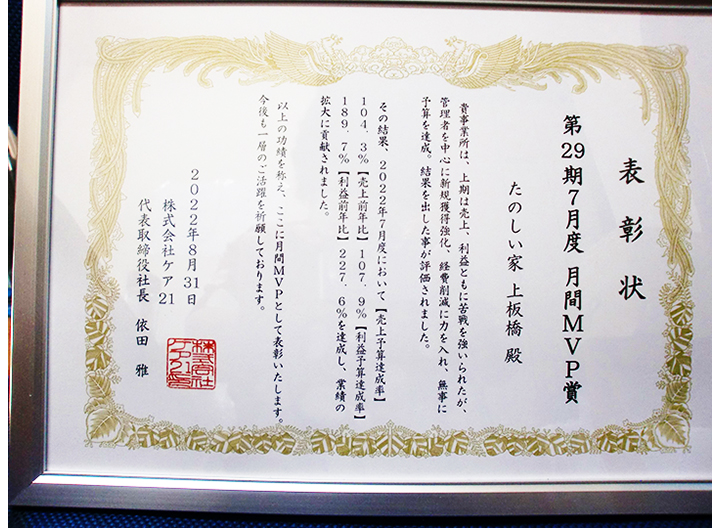 表彰状
第29期7月度 月間MVP賞
たのしい家 上板橋 殿
貴事業所は、上期は売上、利益ともに苦戦を強いられたが、
管理者を中心に新規獲得強化、経費削減に力を入れ、無事に
予算を達成。結果を出した事が評価されました。
その結果、2022年7月度において【売上予算達成率】
104.3%【売上前年比】107.9%【利益予算達成率】
189.7%【利益前年比】227.6%を達成し、業績の
拡大に貢献されました。
以上の功績を称え、ここに月間MVPとして表彰いたします。
今後も一層のご活躍を祈願しております。
2022年8月31日
株式会社ケア21
代表取締役社長 依田 雅
株式会社
ケア21